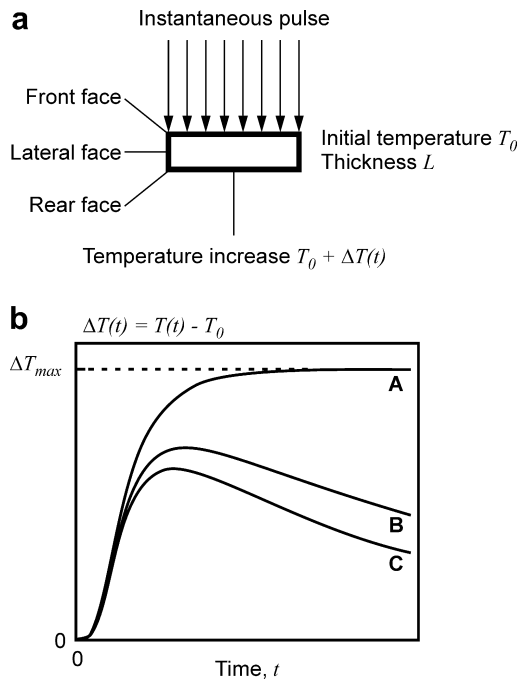 a
Instantaneous pulse
Front face
Lateral face
Rear face
Initial temperature T0
Thickness L
Temperature increase T0 + ΔT(t)
b
ΔT(t) = T(t) - T0
ΔTmax
A
B
C
0
0
Time, t